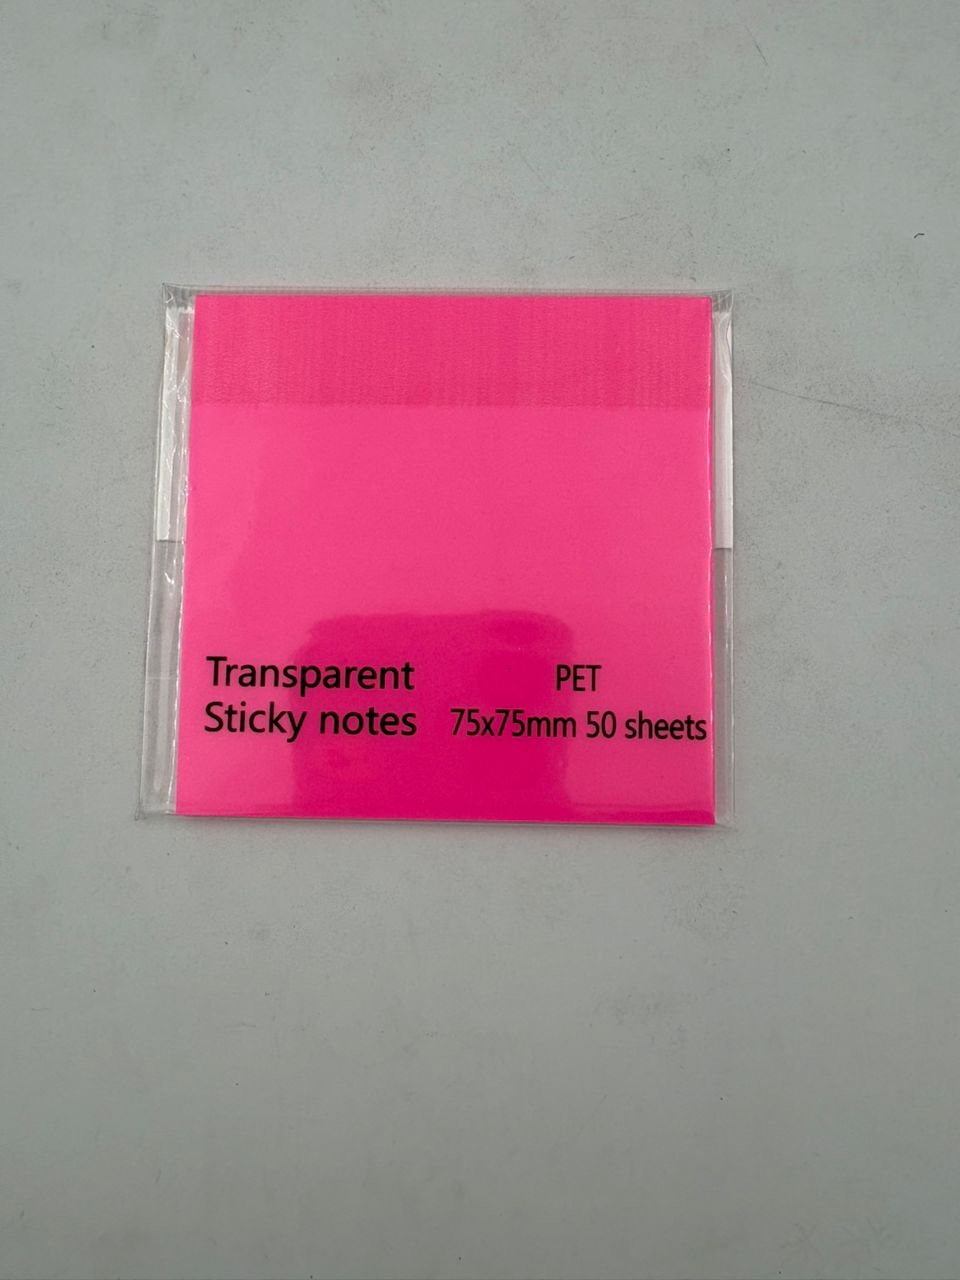 Transparent
Sticky notes
PET
75x75mm 50 sheets